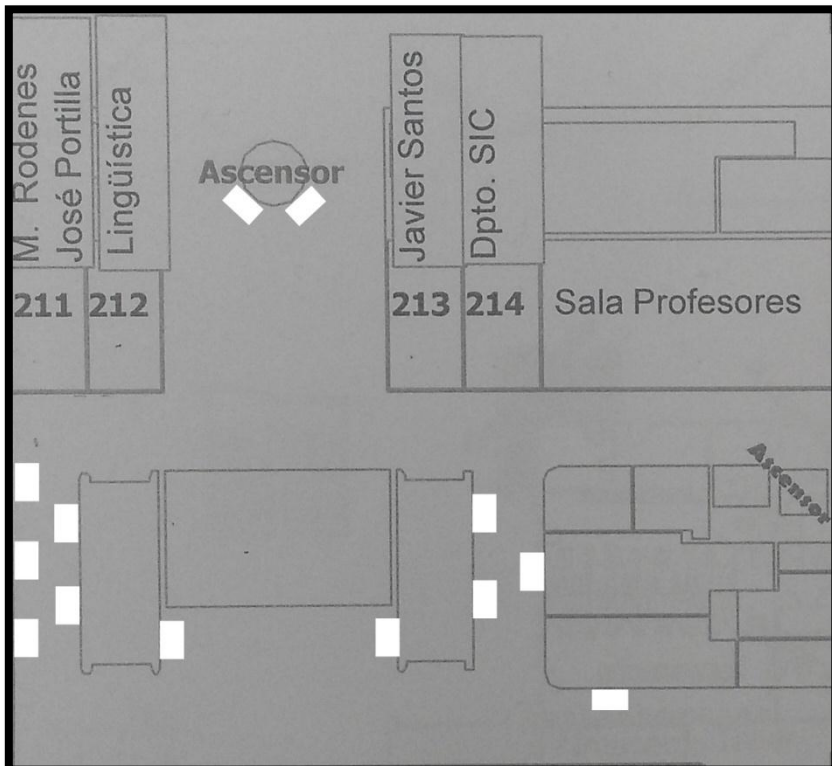 M. Rodenes
José Portilla
Lingüística
Ascensor
Javier Santos
Dpto. SIC
211
212
213
214
Sala Profesores
Ascensor